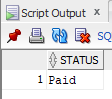 Script Output
SQ
STATUS
1 Paid